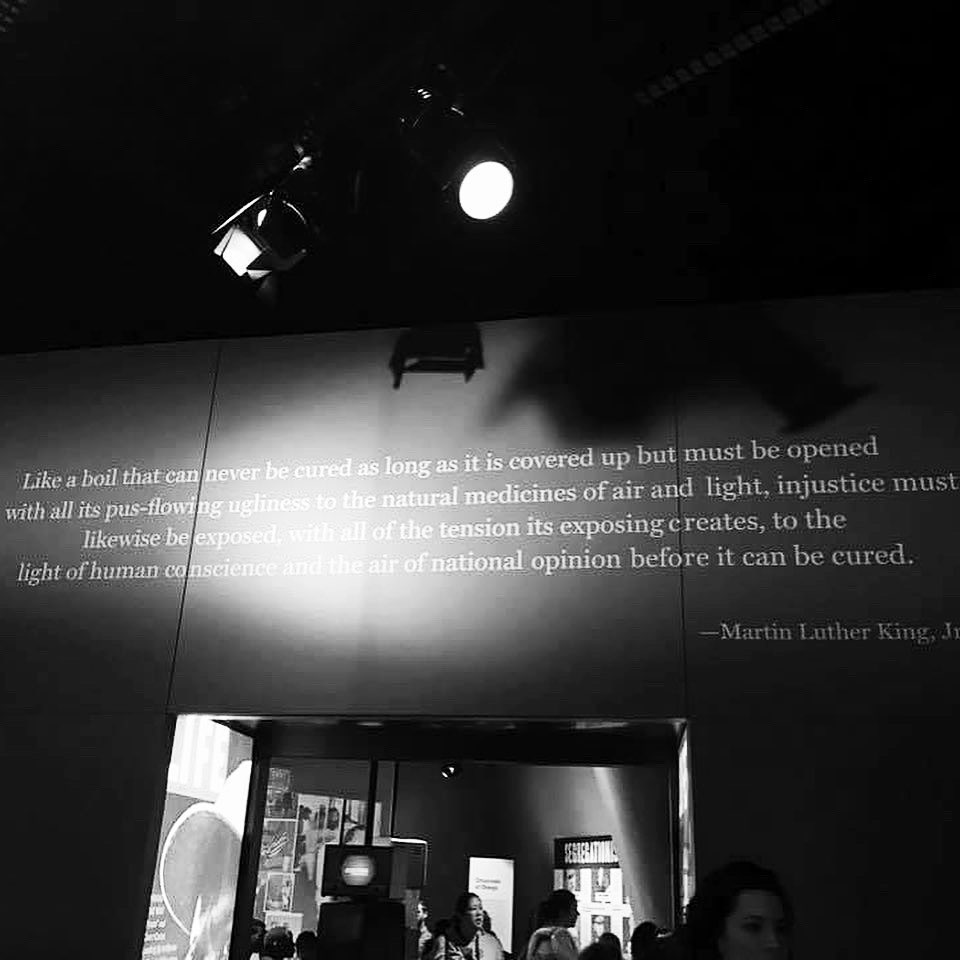 Like a boil that can never be cured as long as it is covered up but must be opened
with all its pus-flowing ugliness to the natural medicines of air and light, injustice must
likewise be exposed, with all of the tension its exposing creates, to the
light of human conscience and the air of national opinion before it can be cured.
—Martin Luther King, Jr
SEGREGATION